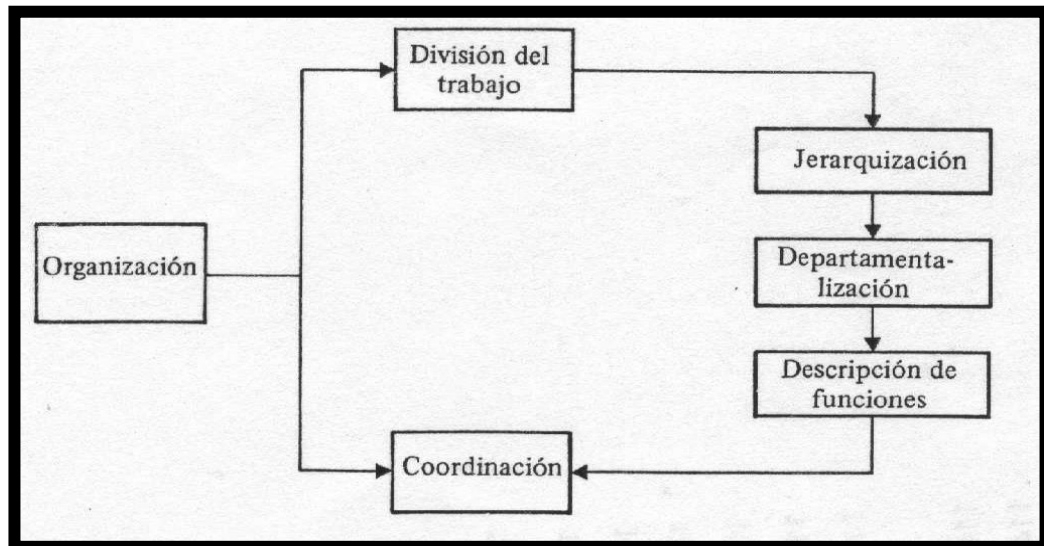 División del
trabajo
Jerarquización
Organización
Departamenta-
lización
Descripción de
funciones
Coordinación